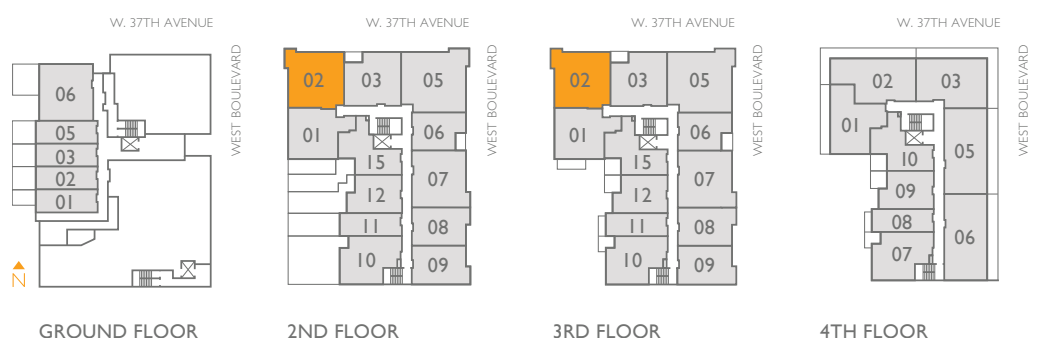 W. 37TH AVENUE
WEST BOULEVARD
06
05
03
02
01
N
GROUND FLOOR
W. 37TH AVENUE
WEST BOULEVARD
02
03
05
01
06
15
07
12
11
08
10
09
2ND FLOOR
W. 37TH AVENUE
WEST BOULEVARD
02
03
05
01
06
15
07
12
11
08
10
09
3RD FLOOR
W. 37TH AVENUE
WEST BOULEVARD
02
03
01
05
10
09
08
06
07
4TH FLOOR